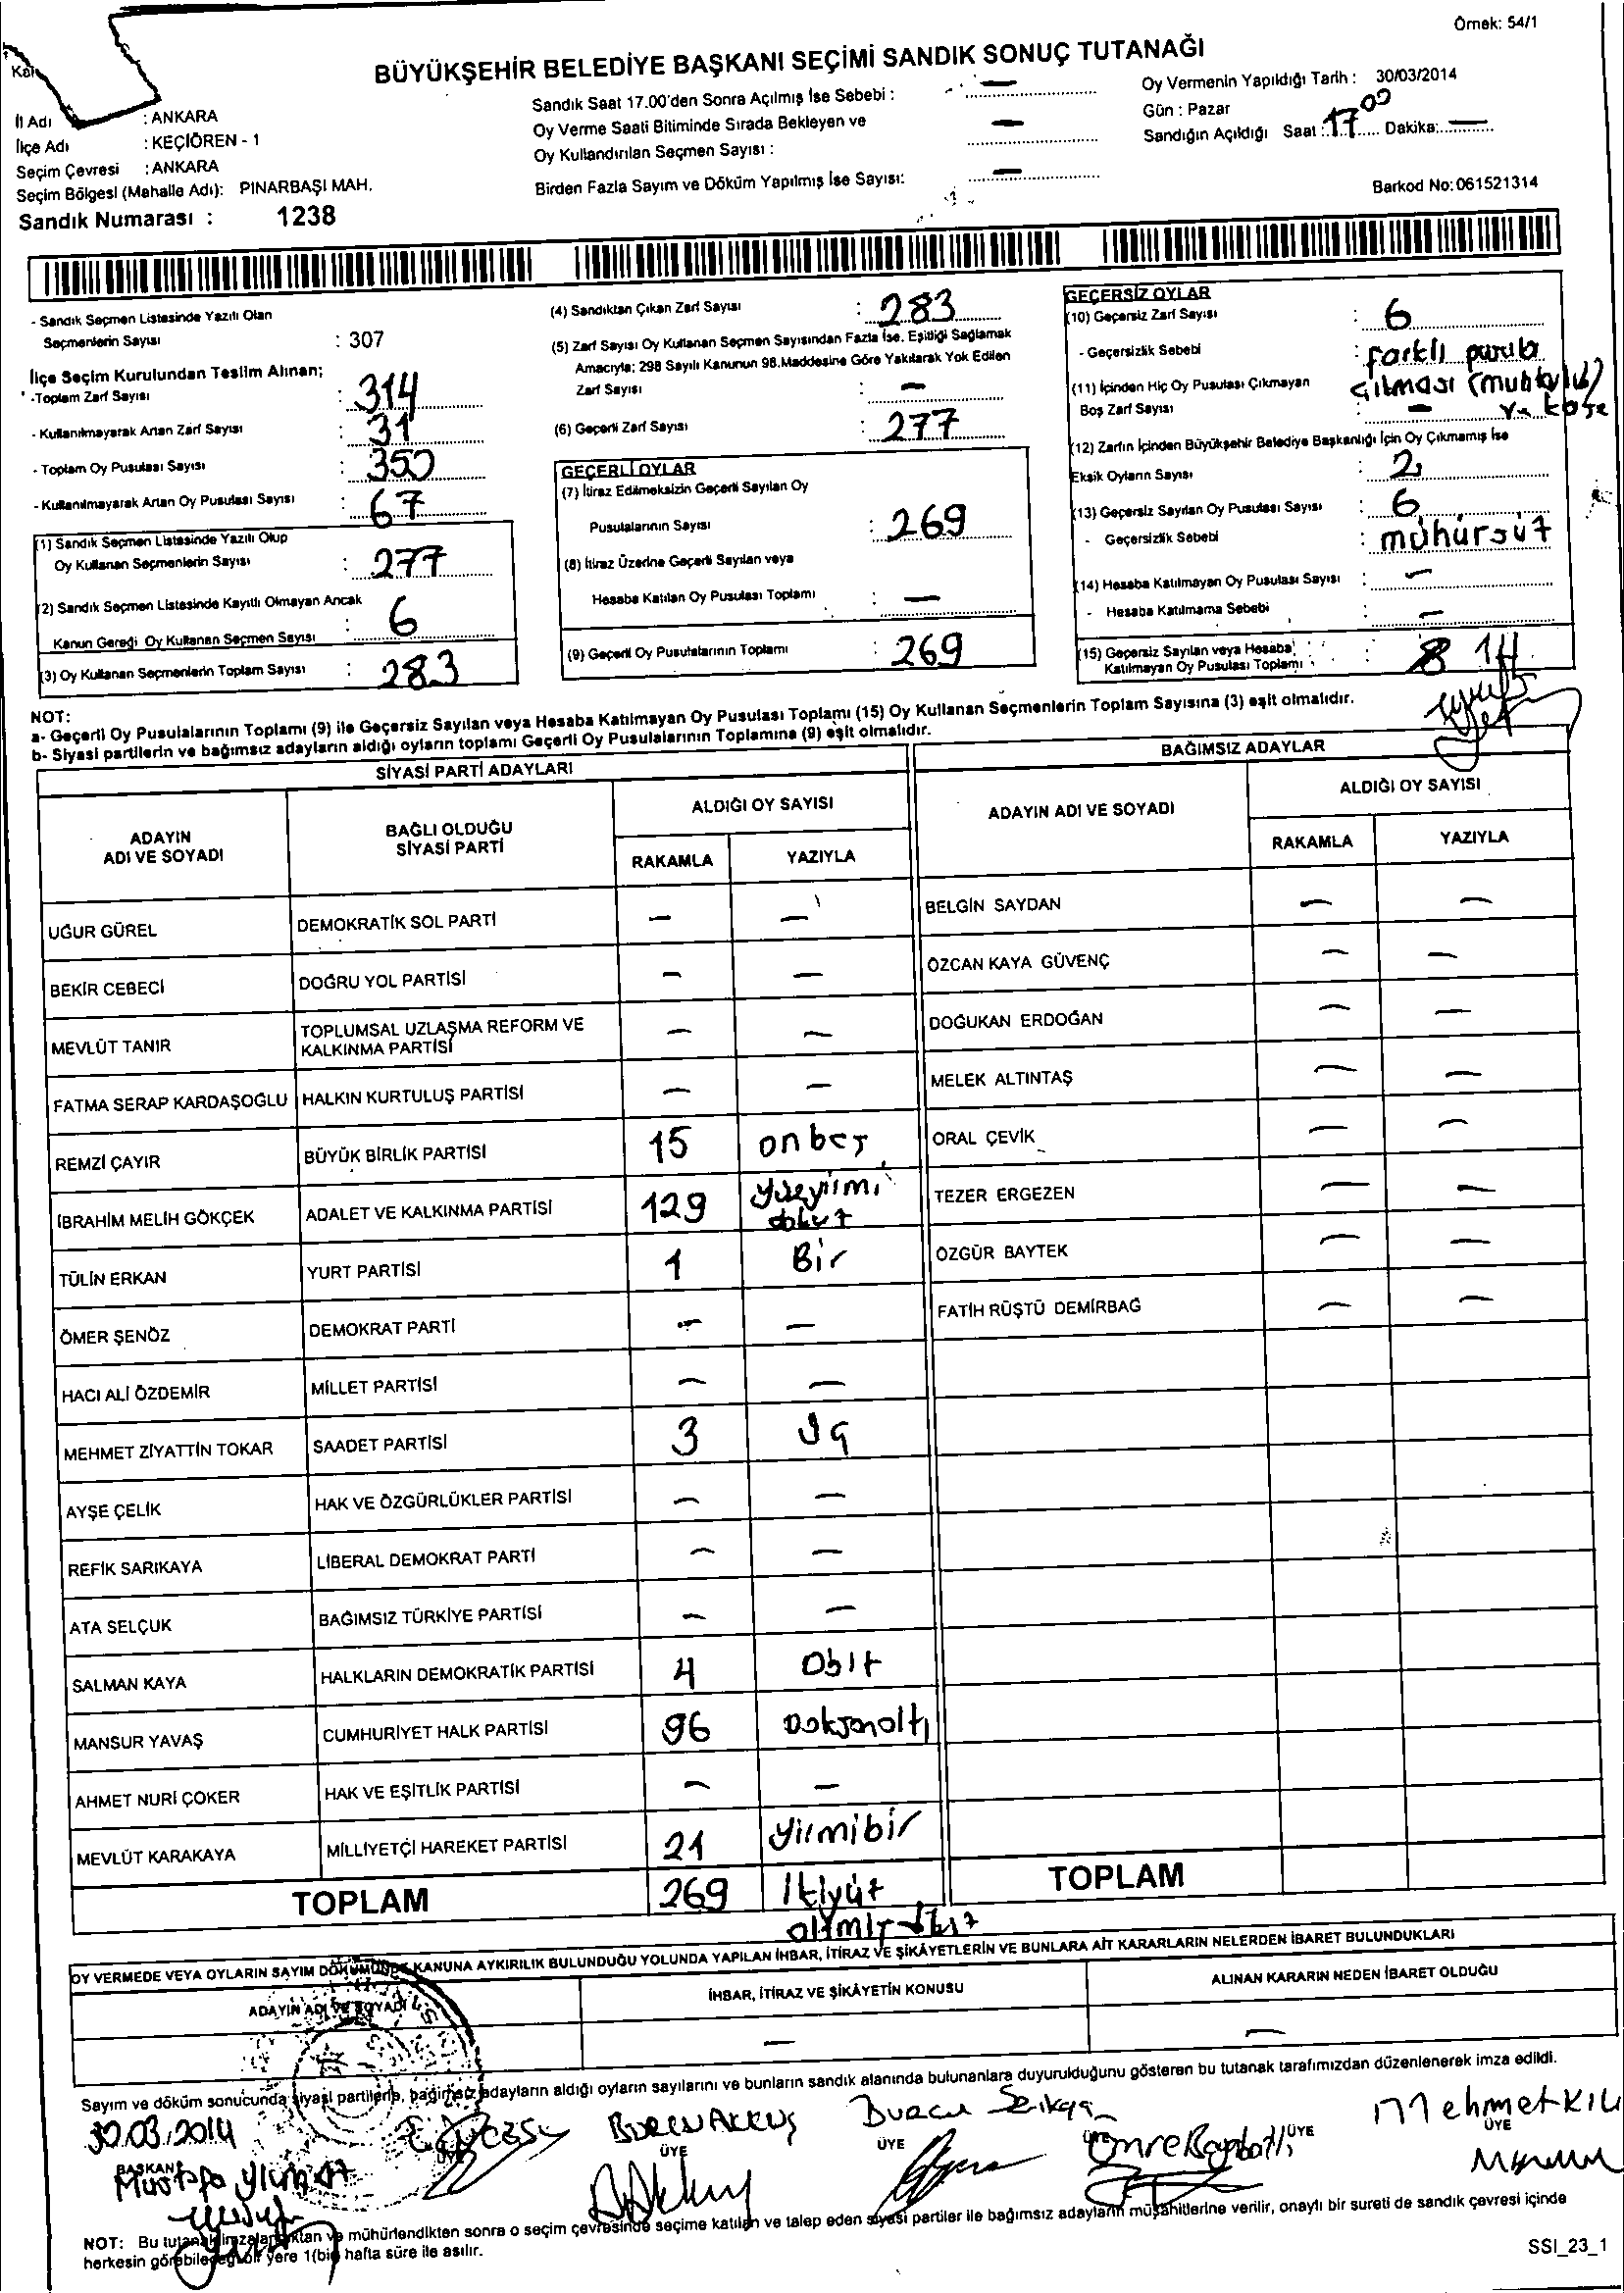 Örnek: 54/1
BÜYÜKŞEHİR BELEDİYE BAŞKANI SEÇİMİ SANDIK SONUÇ TUTANAĞI
İl Adı : ANKARA
İlçe Adı : KEÇİÖREN - 1
Seçim Çevresi : ANKARA
Seçim Bölgesi (Mahalle Adı): PINARBAŞI MAH.
Sandık Numarası : 1238
Sandık Saat 17.00'den Sonra Açılmış İse Sebebi : —
Oy Verme Saati Bitiminde Sırada Bekleyen ve
Oy Kullandırılan Seçmen Sayısı : —
Birden Fazla Sayım ve Döküm Yapılmış İse Sayısı: —
Oy Vermenin Yapıldığı Tarih : 30/03/2014
Gün : Pazar
Sandığın Açıldığı Saat : 17 00 Dakika: —
Barkod No: 061521314
- Sandık Seçmen Listesinde Yazılı Olan
Seçmenlerin Sayısı : 307
İlçe Seçim Kurulundan Teslim Alınan;
-Toplam Zarf Sayısı : 314
- Kullanılmayarak Artan Zarf Sayısı : 31
- Toplam Oy Pusulası Sayısı : 350
- Kullanılmayarak Artan Oy Pusulası Sayısı : 67
(1) Sandık Seçmen Listesinde Yazılı Olup
Oy Kullanan Seçmenlerin Sayısı : 277
(2) Sandık Seçmen Listesinde Kayıtlı Olmayan Ancak
Kanun Gereği Oy Kullanan Seçmen Sayısı : 6
(3) Oy Kullanan Seçmenlerin Toplam Sayısı : 283
(4) Sandıktan Çıkan Zarf Sayısı : 283
(5) Zarf Sayısı Oy Kullanan Seçmen Sayısından Fazla İse, Eşitliği Sağlamak
Amacıyla; 298 Sayılı Kanunun 98.Maddesine Göre Yakılarak Yok Edilen
Zarf Sayısı : —
(6) Geçerli Zarf Sayısı : 277
GEÇERLİ OYLAR
(7) İtiraz Edilmeksizin Geçerli Sayılan Oy
Pusulalarının Sayısı : 269
(8) İtiraz Üzerine Geçerli Sayılan veya
Hesaba Katılan Oy Pusulası Toplamı : —
(9) Geçerli Oy Pusulalarının Toplamı : 269
GEÇERSİZ OYLAR
(10) Geçersiz Zarf Sayısı : 6
- Geçersizlik Sebebi : farklı pusula
çıkması (muhtarlık)
(11) İçinden Hiç Oy Pusulası Çıkmayan
Boş Zarf Sayısı : —
(12) Zarfın İçinden Büyükşehir Belediye Başkanlığı İçin Oy Çıkmamış İse
Eksik Oyların Sayısı : 2
(13) Geçersiz Sayılan Oy Pusulası Sayısı : 6
- Geçersizlik Sebebi : mühürsüz
(14) Hesaba Katılmayan Oy Pusulası Sayısı : —
- Hesaba Katılmama Sebebi : —
(15) Geçersiz Sayılan veya Hesaba
Katılmayan Oy Pusulası Toplamı : 14
NOT:
a- Geçerli Oy Pusulalarının Toplamı (9) ile Geçersiz Sayılan veya Hesaba Katılmayan Oy Pusulası Toplamı (15) Oy Kullanan Seçmenlerin Toplam Sayısına (3) eşit olmalıdır.
b- Siyasi partilerin ve bağımsız adayların aldığı oyların toplamı Geçerli Oy Pusulalarının Toplamına (9) eşit olmalıdır.
SİYASİ PARTİ ADAYLARI
ADAYIN ADI VE SOYADI BAĞLI OLDUĞU SİYASİ PARTİ ALDIĞI OY SAYISI
RAKAMLA YAZIYLA
UĞUR GÜREL DEMOKRATİK SOL PARTİ — —
BEKİR CEBECİ DOĞRU YOL PARTİSİ — —
MEVLÜT TANIR TOPLUMSAL UZLAŞMA REFORM VE KALKINMA PARTİSİ — —
FATMA SERAP KARDAŞOĞLU HALKIN KURTULUŞ PARTİSİ — —
REMZİ ÇAYIR BÜYÜK BİRLİK PARTİSİ 15 onbeş
İBRAHİM MELİH GÖKÇEK ADALET VE KALKINMA PARTİSİ 129 yüzyirmi dokuz
TÜLİN ERKAN YURT PARTİSİ 1 Bir
ÖMER ŞENÖZ DEMOKRAT PARTİ — —
HACI ALİ ÖZDEMİR MİLLET PARTİSİ — —
MEHMET ZİYATTİN TOKAR SAADET PARTİSİ 3 üç
AYŞE ÇELİK HAK VE ÖZGÜRLÜKLER PARTİSİ — —
REFİK SARIKAYA LİBERAL DEMOKRAT PARTİ — —
ATA SELÇUK BAĞIMSIZ TÜRKİYE PARTİSİ — —
SALMAN KAYA HALKLARIN DEMOKRATİK PARTİSİ 4
MANSUR YAVAŞ CUMHURİYET HALK PARTİSİ 96 Doksanaltı
AHMET NURİ ÇOKER HAK VE EŞİTLİK PARTİSİ — —
MEVLÜT KARAKAYA MİLLİYETÇİ HAREKET PARTİSİ 21 yirmibir
TOPLAM 269 ikiyüz altmış dokuz
BAĞIMSIZ ADAYLAR
ADAYIN ADI VE SOYADI ALDIĞI OY SAYISI
RAKAMLA YAZIYLA
BELGİN SAYDAN — —
ÖZCAN KAYA GÜVENÇ — —
DOĞUKAN ERDOĞAN — —
MELEK ALTINTAŞ — —
ORAL ÇEVİK — —
TEZER ERGEZEN — —
ÖZGÜR BAYTEK — —
FATİH RÜŞTÜ DEMİRBAĞ — —
TOPLAM
OY VERMEDE VEYA OYLARIN SAYIM DÖKÜMÜNDE KANUNA AYKIRILIK BULUNDUĞU YOLUNDA YAPILAN İHBAR, İTİRAZ VE ŞİKÂYETLERİN VE BUNLARA AİT KARARLARIN NELERDEN İBARET BULUNDUKLARI
ADAYIN ADI VE SOYADI İHBAR, İTİRAZ VE ŞİKÂYETİN KONUSU ALINAN KARARIN NEDEN İBARET OLDUĞU
— —
Sayım ve döküm sonucunda siyasi partilerin, bağımsız adayların aldığı oyların sayılarını ve bunların sandık alanında bulunanlara duyurulduğunu gösteren bu tutanak tarafımızdan düzenlenerek imza edildi.
30.03.2014 BURCU AKKUŞ Burcu Mehmet KILI
BAŞKAN ÜYE ÜYE ÜYE ÜYE
Mustafa
NOT: Bu tutanak imzalandıktan ve mühürlendikten sonra o seçim çevresinde seçime katılan ve talep eden siyasi partiler ile bağımsız adayların müşahitlerine verilir, onaylı bir sureti de sandık çevresi içinde
herkesin görebileceği bir yere 1(bir) hafta süre ile asılır.
SSI_23_1